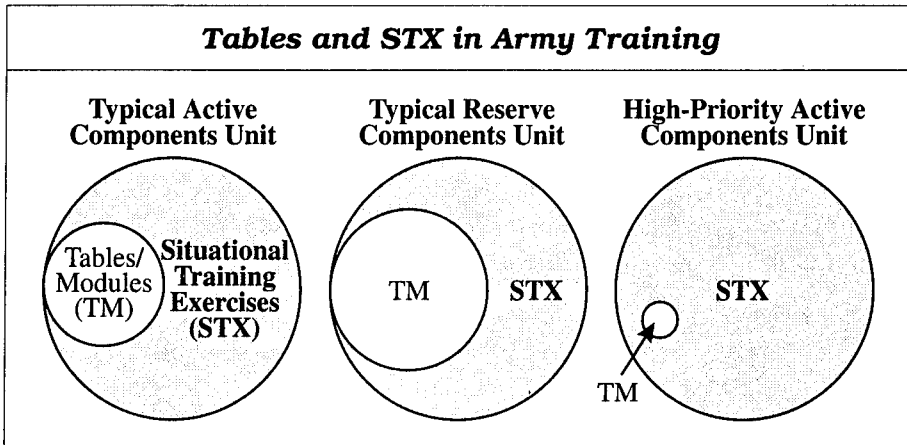 Tables and STX in Army Training
Typical Active
Components Unit
Tables/
Modules
(TM)
Situational
Training
Exercises
(STX)
Typical Reserve
Components Unit
TM
STX
High-Priority Active
Components Unit
STX
TM